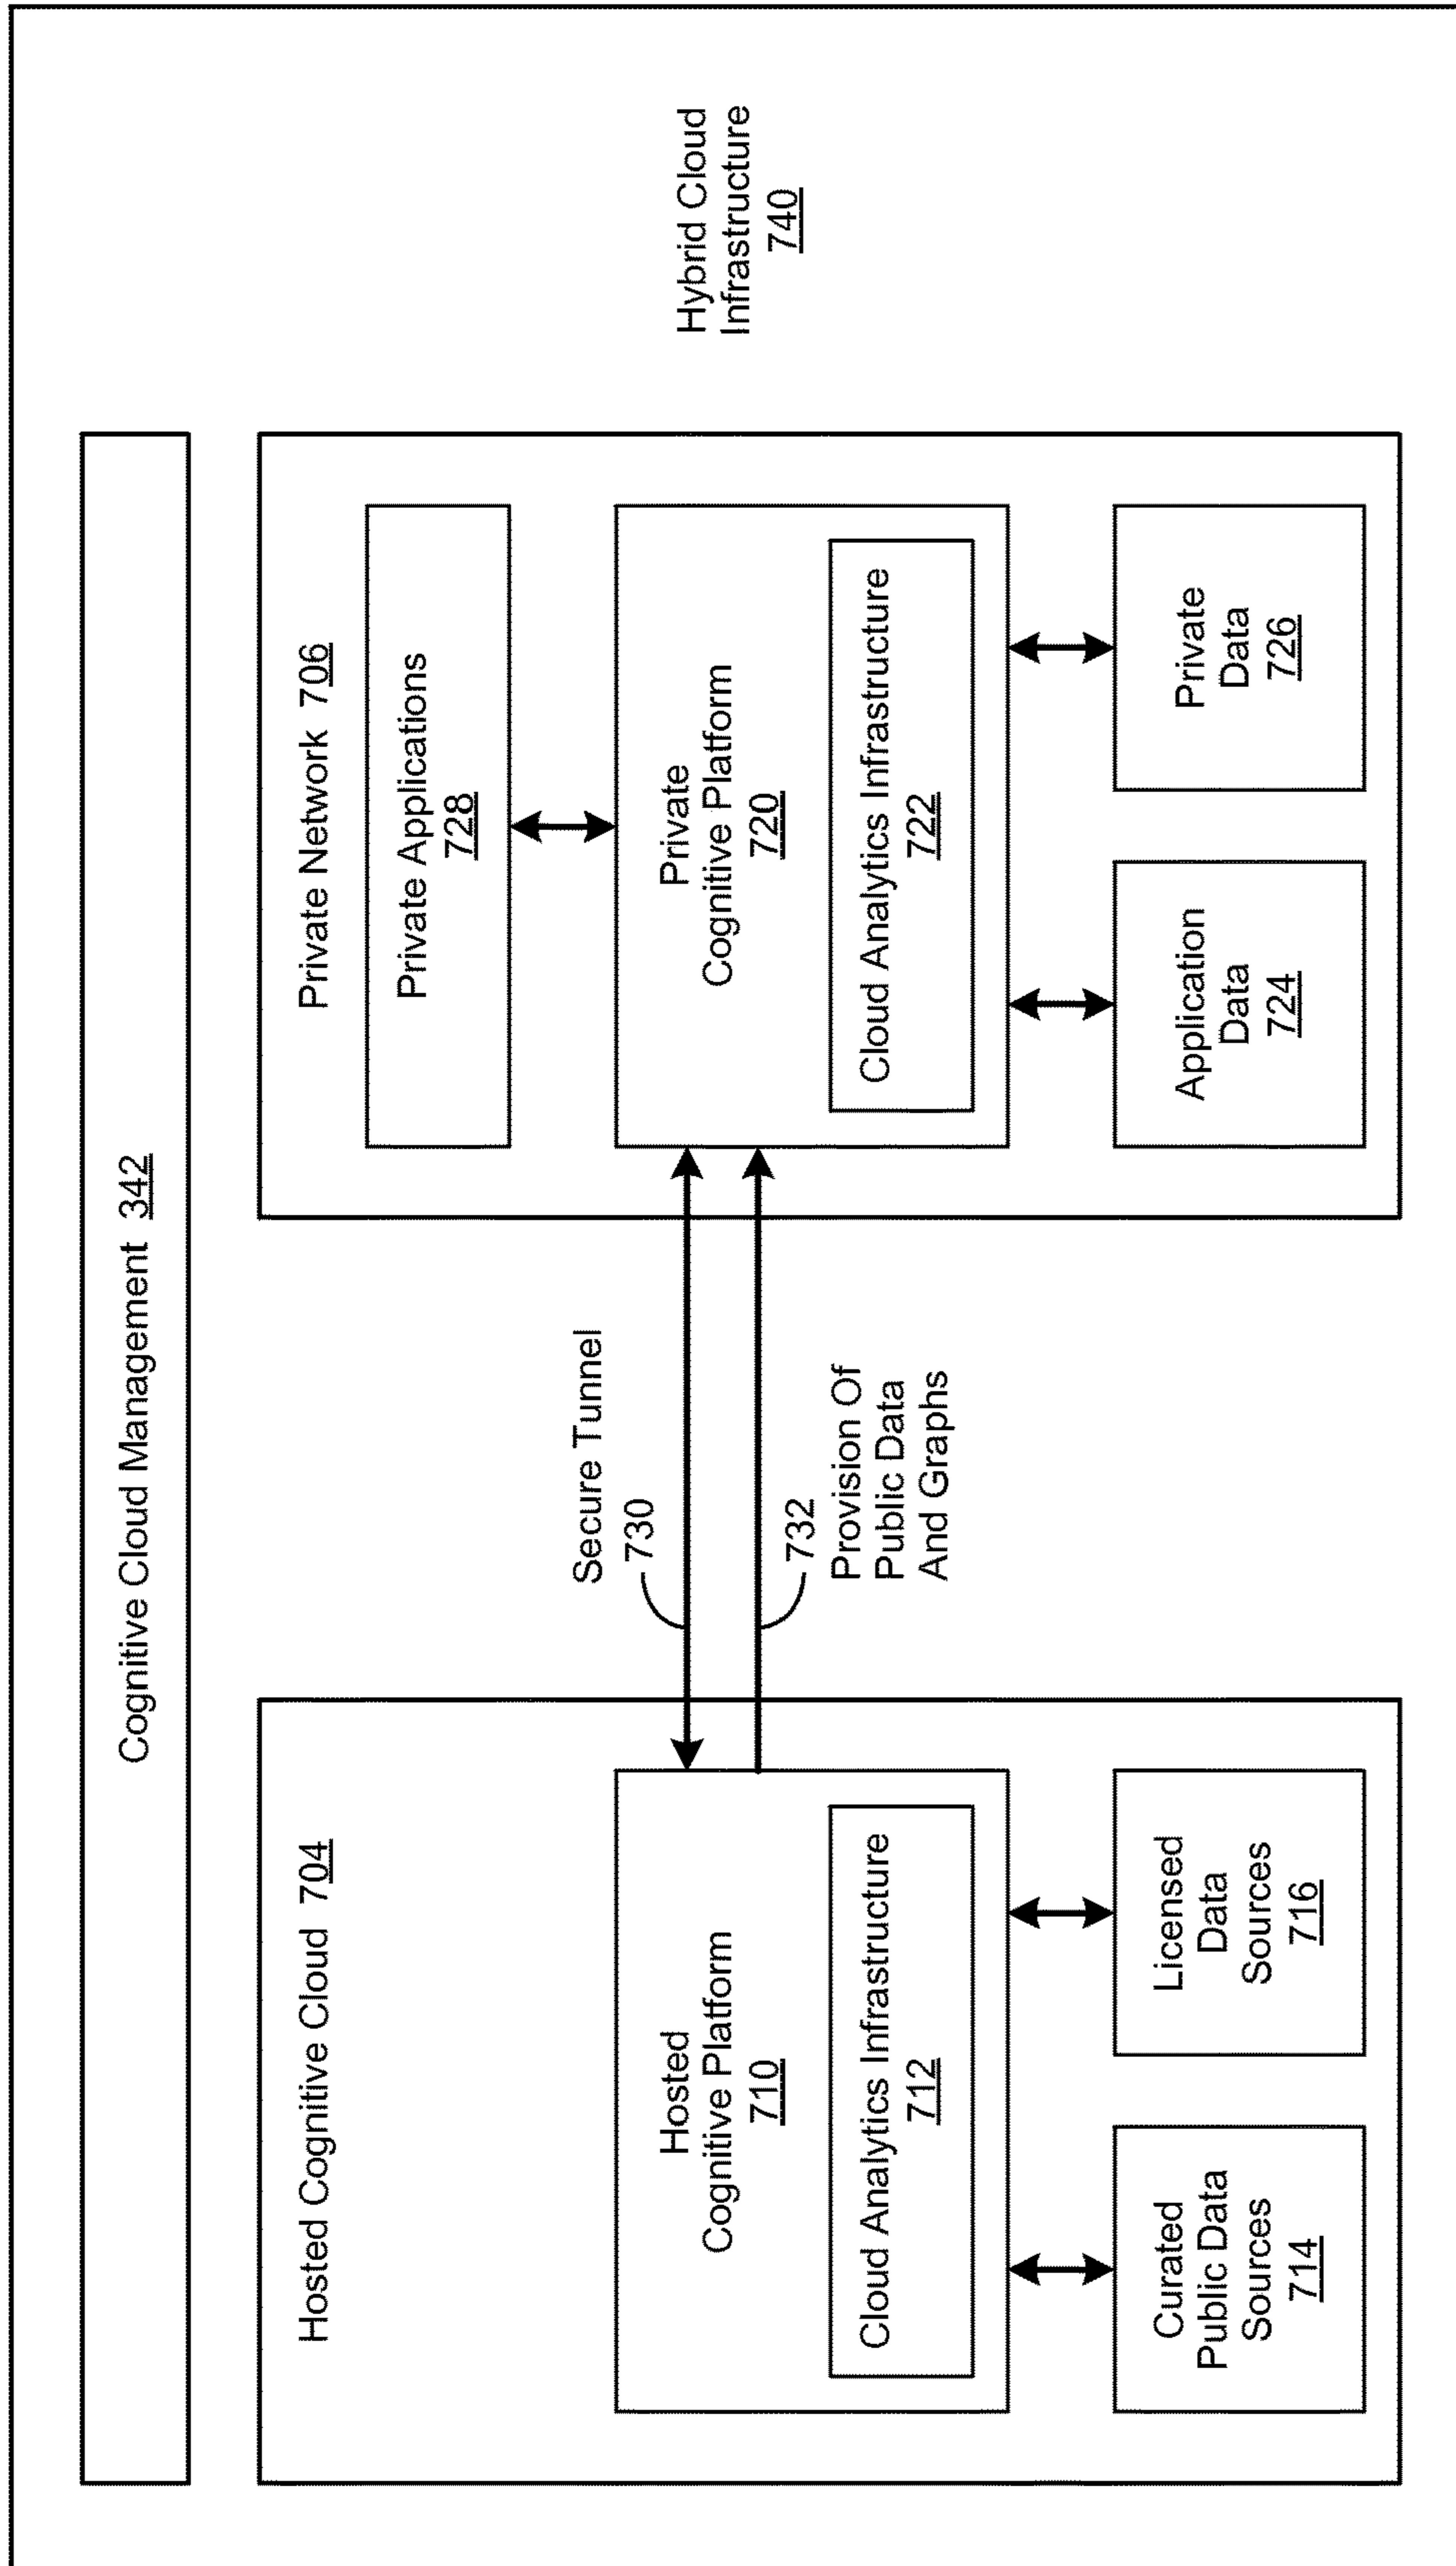 Cognitive Cloud Management 342
Hosted Cognitive Cloud 704
Hosted
Cognitive Platform
710
Cloud Analytics Infrastructure
712
Curated
Public Data
Sources
714
Licensed
Data
Sources
716
Secure Tunnel
730
732
Provision Of
Public Data
And Graphs
Private Network 706
Private Applications
728
Private
Cognitive Platform
720
Cloud Analytics Infrastructure
722
Application
Data
724
Private
Data
726
Hybrid Cloud
Infrastructure
740